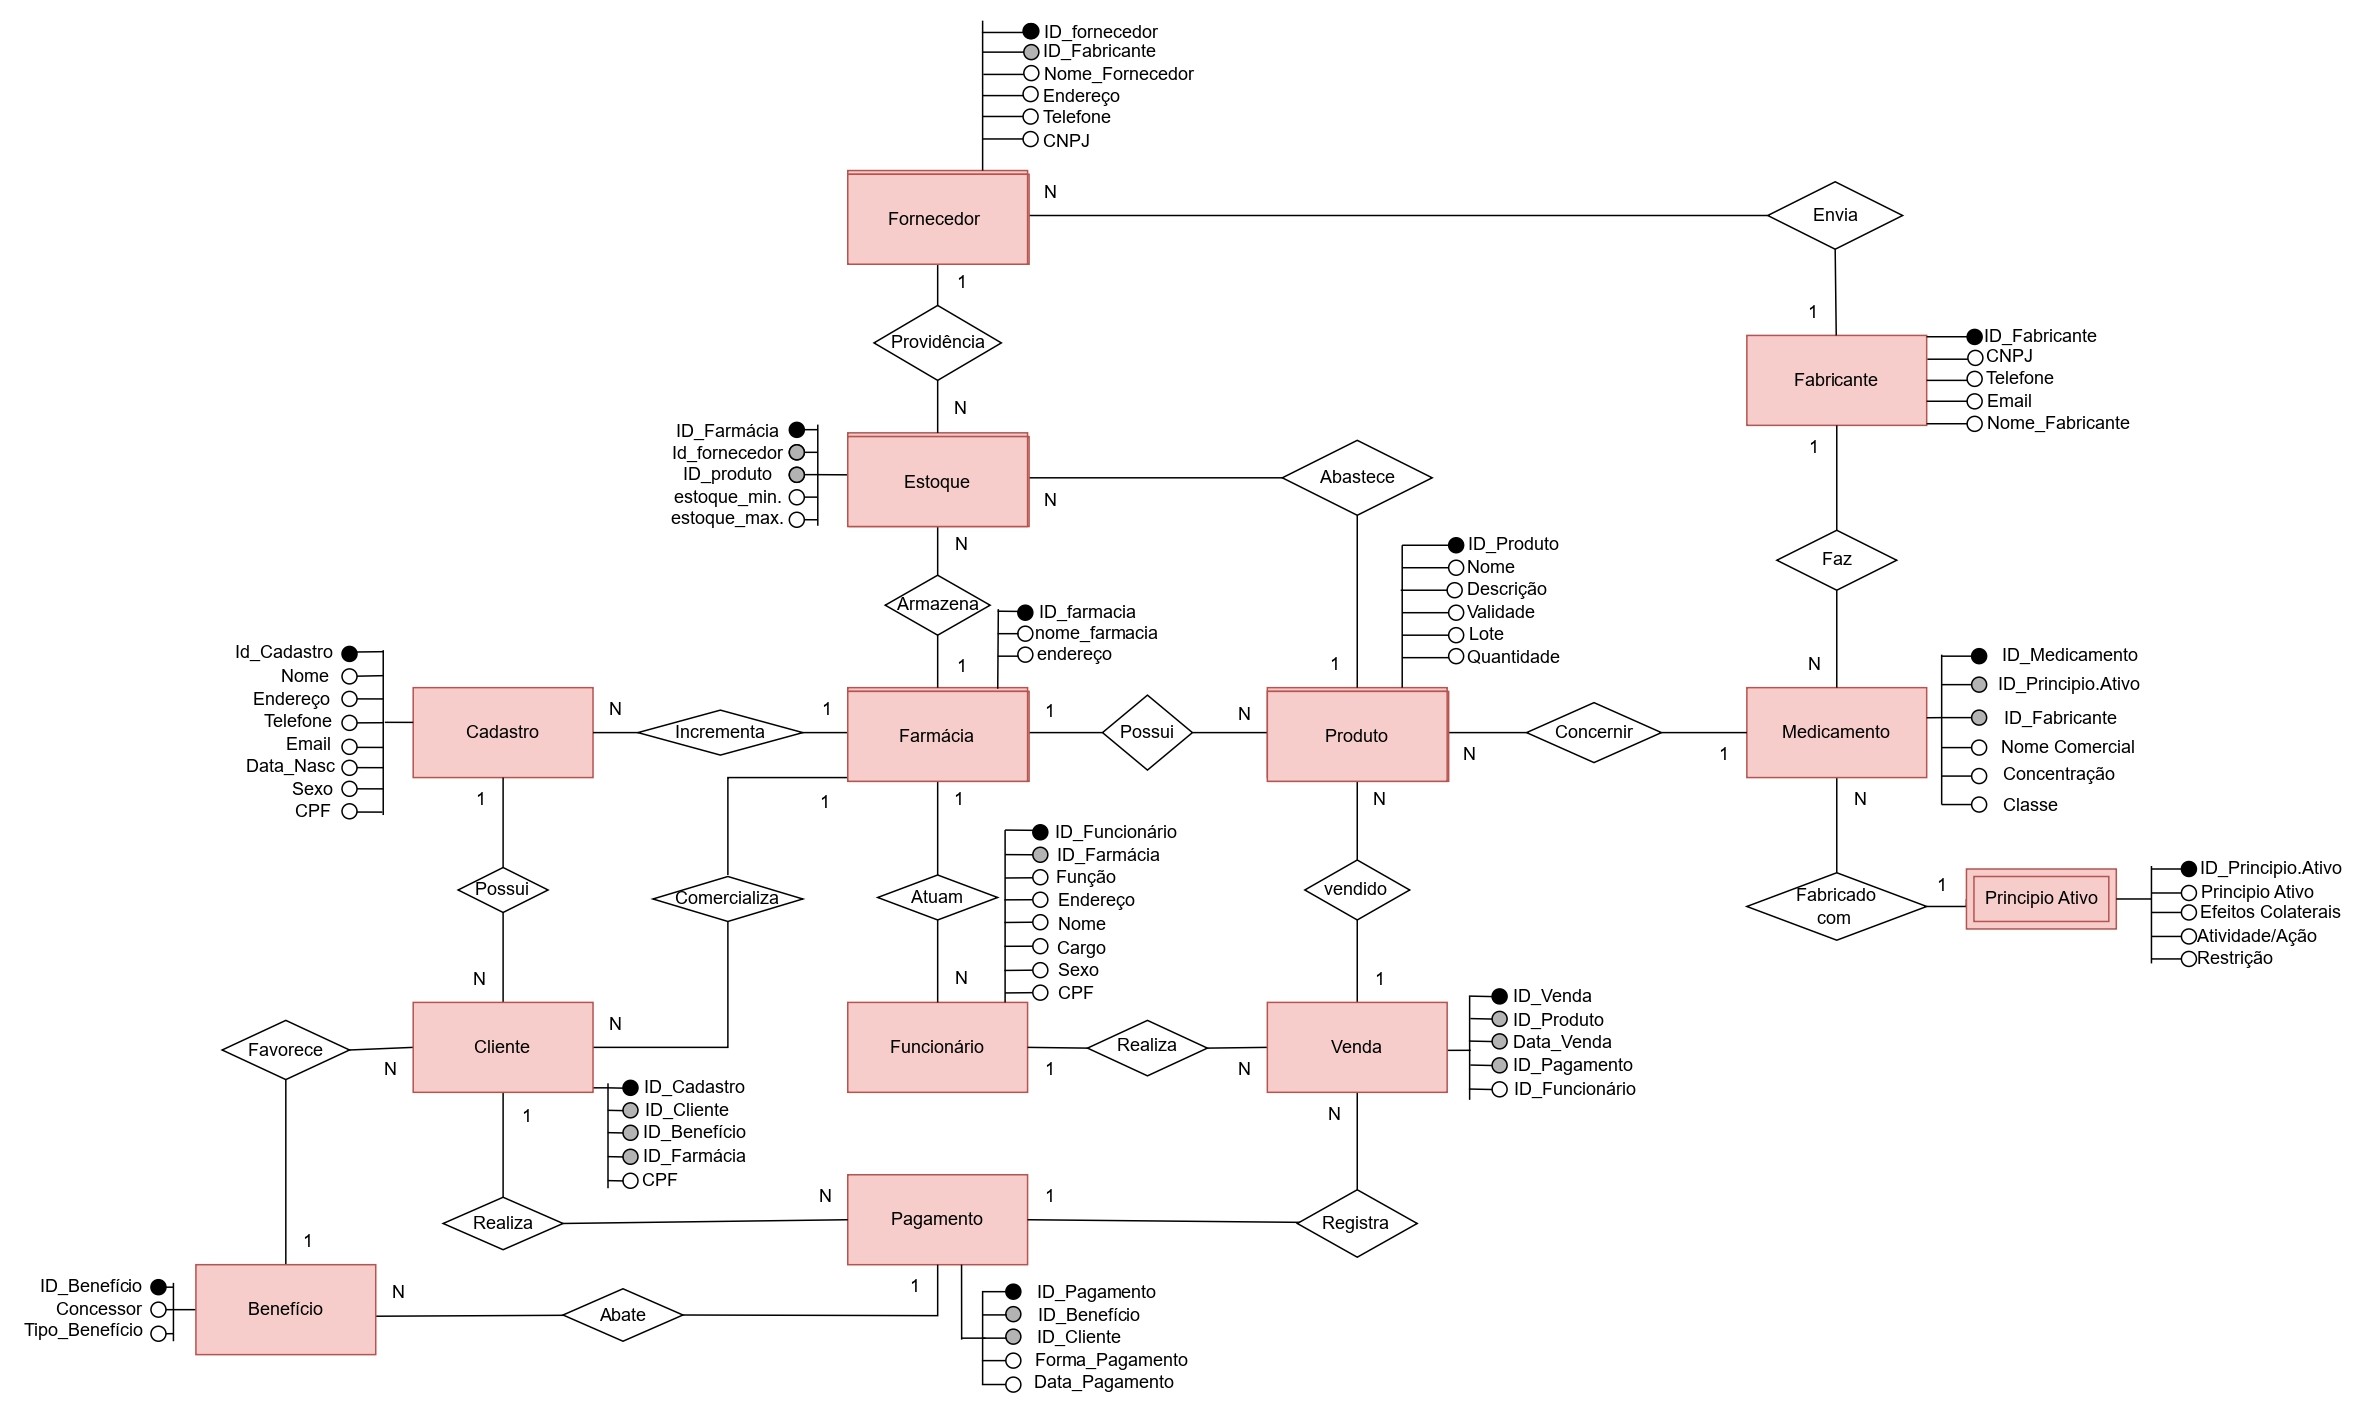 ID_fornecedor
ID_Fabricante
Nome_Fornecedor
Endereço
Telefone
CNPJ
Fornecedor
N
Envia
1
1
Providência
N
ID_Fabricante
CNPJ
Telefone
Email
Nome_Fabricante
Fabricante
1
ID_Farmácia
Id_fornecedor
ID_produto
estoque_min.
estoque_max.
Estoque
N
Abastece
N
Armazena
1
ID_farmacia
nome_farmacia
endereço
1
ID_Produto
Nome
Descrição
Validade
Lote
Quantidade
Faz
N
Id_Cadastro
Nome
Endereço
Telefone
Email
Data_Nasc
Sexo
CPF
Cadastro
N
Incrementa
1
Farmácia
1
Possui
N
Produto
N
Concernir
1
Medicamento
ID_Medicamento
ID_Principio.Ativo
ID_Fabricante
Nome Comercial
Concentração
Classe
1
1
1
N
N
Possui
Comercializa
Atuam
ID_Funcionário
ID_Farmácia
Função
Endereço
Nome
Cargo
Sexo
CPF
vendido
Fabricado
com
1
Principio Ativo
ID_Principio.Ativo
Principio Ativo
Efeitos Colaterais
Atividade/Ação
Restrição
N
N
1
Favorece
N
Cliente
N
Funcionário
1
Realiza
N
Venda
ID_Venda
ID_Produto
Data_Venda
ID_Pagamento
ID_Funcionário
1
ID_Cadastro
ID_Cliente
ID_Benefício
ID_Farmácia
CPF
N
Realiza
N
Pagamento
1
Registra
1
ID_Benefício
Concessor
Tipo_Benefício
Benefício
N
Abate
1
ID_Pagamento
ID_Benefício
ID_Cliente
Forma_Pagamento
Data_Pagamento